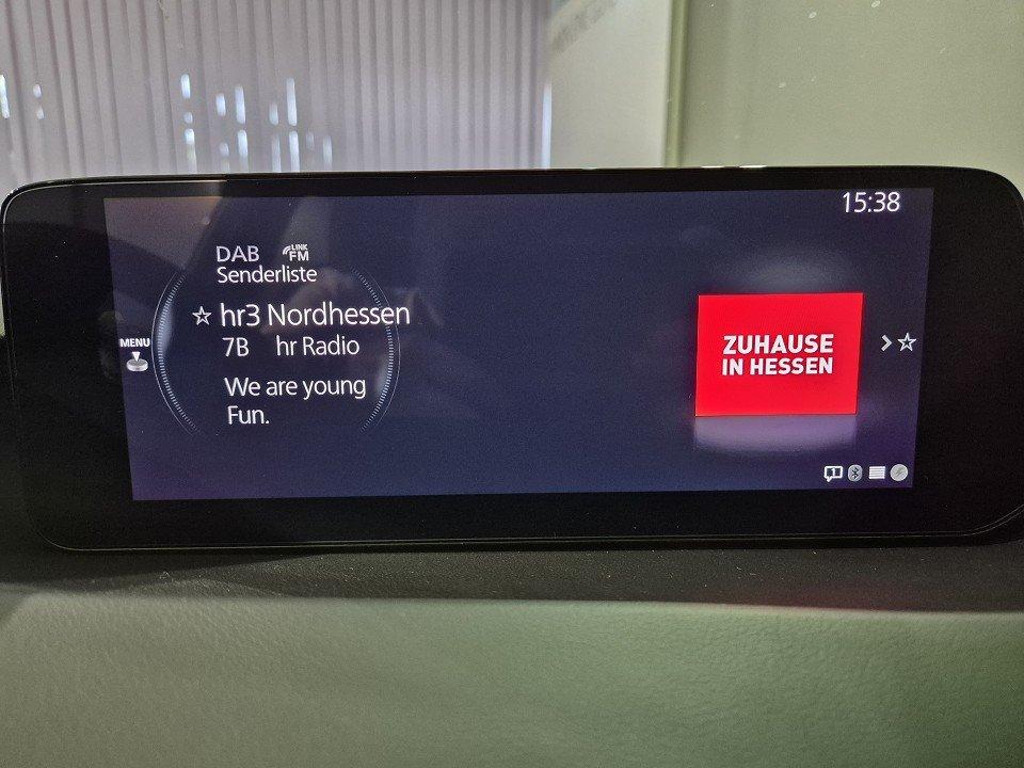 15:38
DAB LINK FM
Senderliste
☆ hr3 Nordhessen
7B hr Radio
We are young
Fun.
MENU
ZUHAUSE
IN HESSEN
1